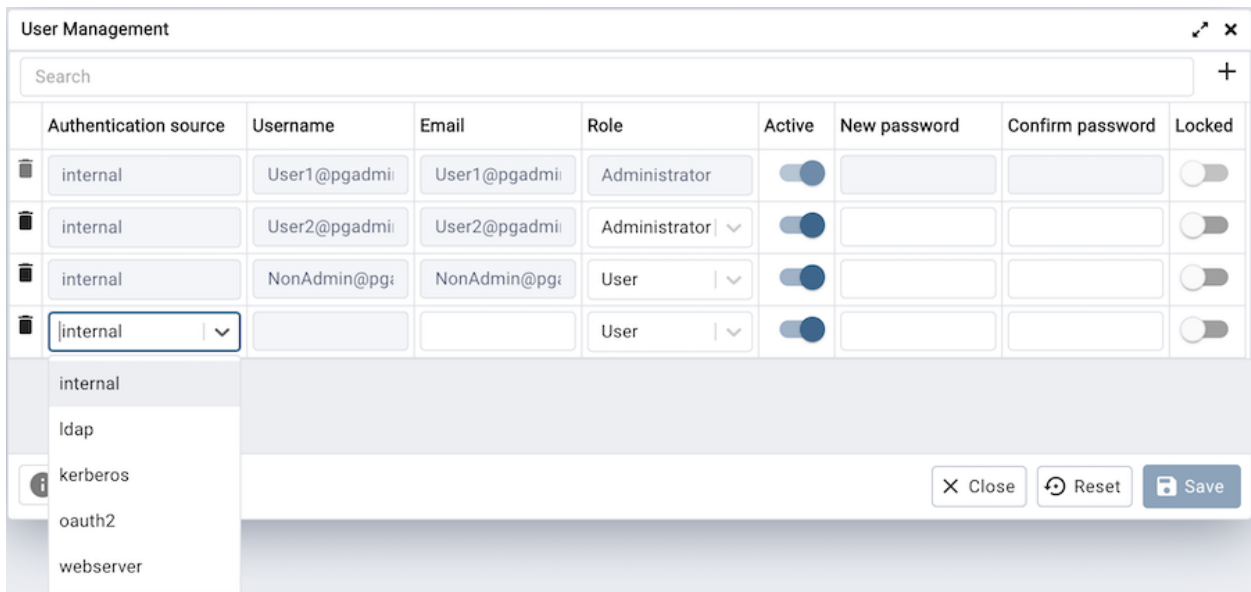 User Management
Search
Authentication source Username Email Role Active New password Confirm password Locked
internal User1@pgadmi User1@pgadmi Administrator
internal User2@pgadmi User2@pgadmi Administrator
internal NonAdmin@pga NonAdmin@pga User
internal User
internal
ldap
kerberos
oauth2
webserver
Close Reset Save